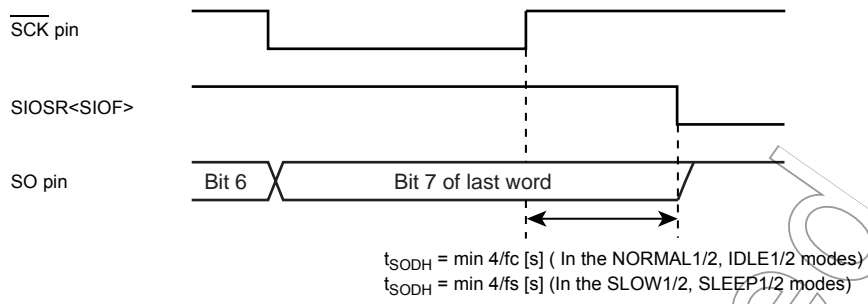 SCK pin
SIOSR<SIOF>
SO pin
Bit 6
Bit 7 of last word
tSODH = min 4/fc [s] ( In the NORMAL1/2, IDLE1/2 modes)
tSODH = min 4/fs [s] (In the SLOW1/2, SLEEP1/2 modes)